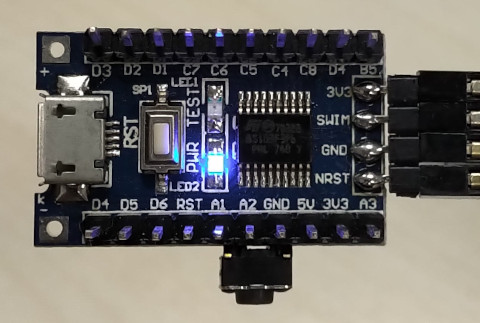 + D3 D2 D1 C7 C6 C5 C4 C8 D4 B5
SP1
LED1
3V3
SWIM
GND
NRST
RST
TEST
PWR
LED2
- D4 D5 D6 RST A1 A2 GND 5V 3V3 A3